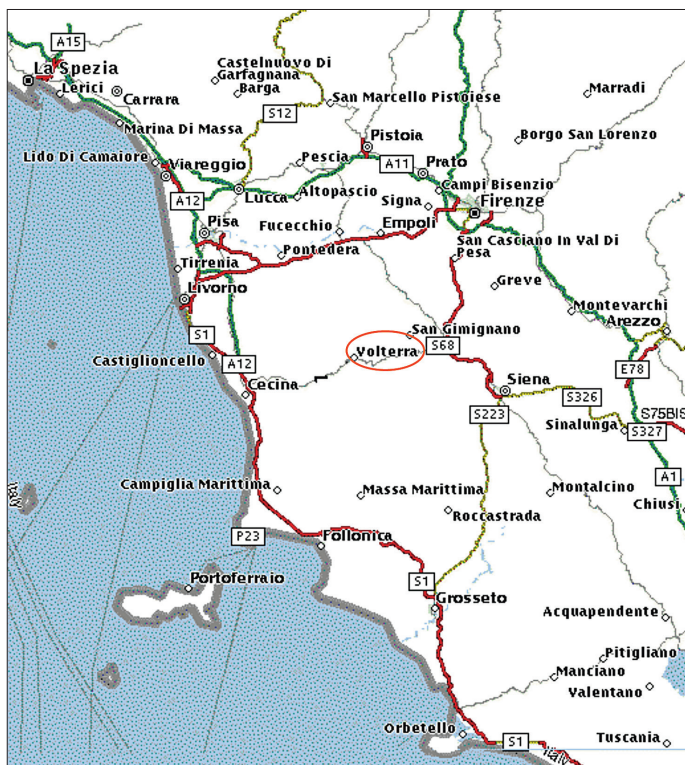 A15
La Spezia
Lerici
Carrara
Castelnuovo Di
Garfagnana
Barga
S12
San Marcello Pistoiese
Marradi
Marina Di Massa
Borgo San Lorenzo
Pistoia
Lido Di Camaiore
Viareggio
Pescia
A11
Prato
A12
Lucca
Altopascio
Campi Bisenzio
Signa
Firenze
Pisa
Fucecchio
Empoli
San Casciano In Val Di
Pesa
Pontedera
Tirrenia
Greve
Livorno
Montevarchi
Arezzo
S1
San Gimignano
S68
Volterra
Castiglioncello
A12
E78
Cecina
Siena
S326
S223
S75BIS
Sinalunga
S327
A1
Campiglia Marittima
Massa Marittima
Montalcino
Chiusi
Italy
Roccastrada
P23
Follonica
Portoferraio
S1
Grosseto
Acquapendente
Pitigliano
Manciano
Valentano
Orbetello
S1
Tuscania
Italy